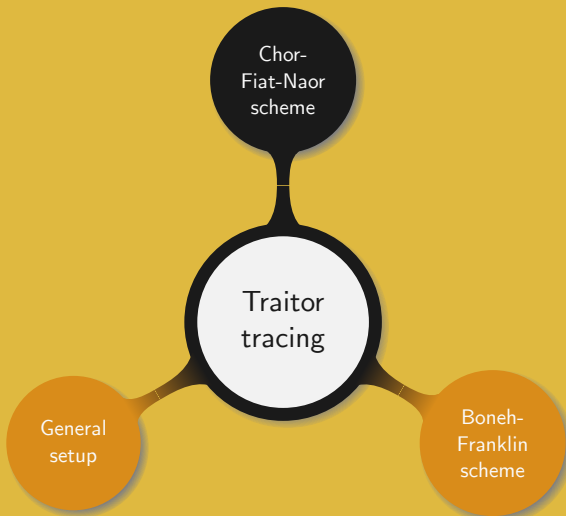 Chor-
Fiat-Naor
scheme
Traitor
tracing
General
setup
Boneh-
Franklin
scheme